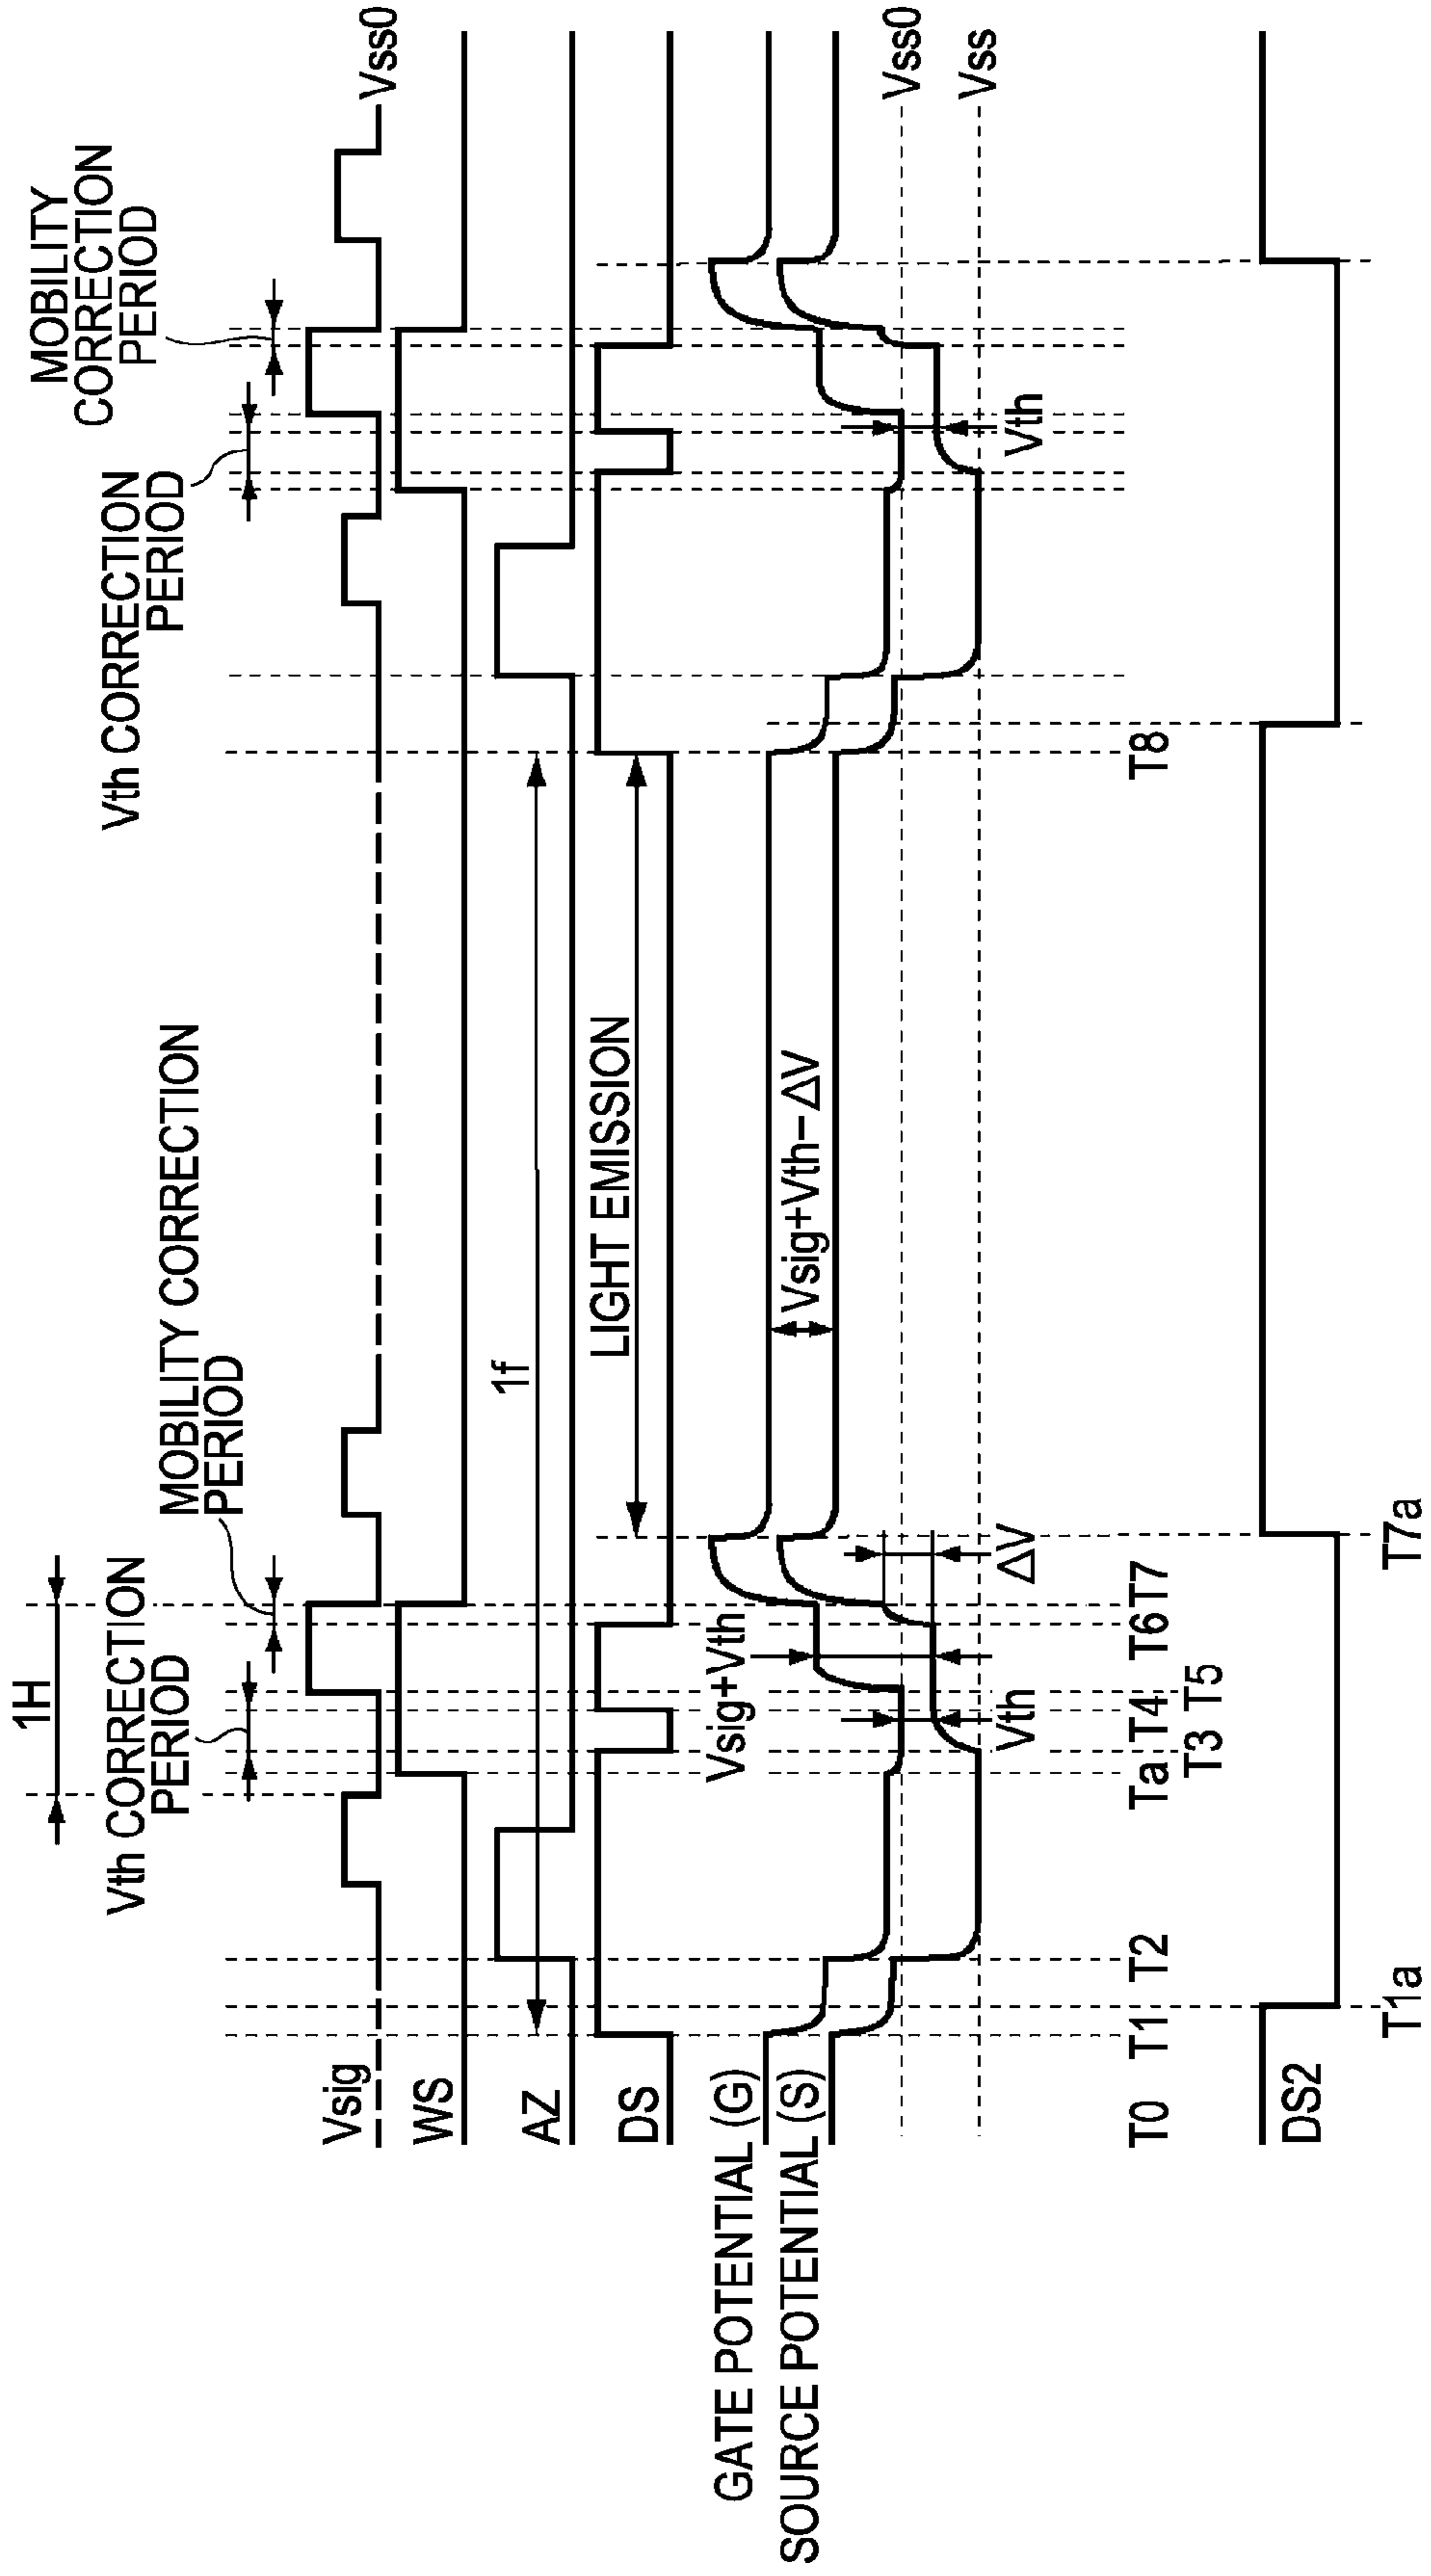 1H
Vth CORRECTION
PERIOD
MOBILITY CORRECTION
PERIOD
Vth CORRECTION
PERIOD
MOBILITY
CORRECTION
PERIOD
Vsig
Vss0
WS
AZ
1f
DS
LIGHT EMISSION
GATE POTENTIAL (G)
SOURCE POTENTIAL (S)
Vsig+Vth
Vsig+Vth-ΔV
Vth
ΔV
Vth
Vss0
Vss
T0 T1 T2 Ta T4 T6 T7 T8
T3 T5
DS2
T1a T7a